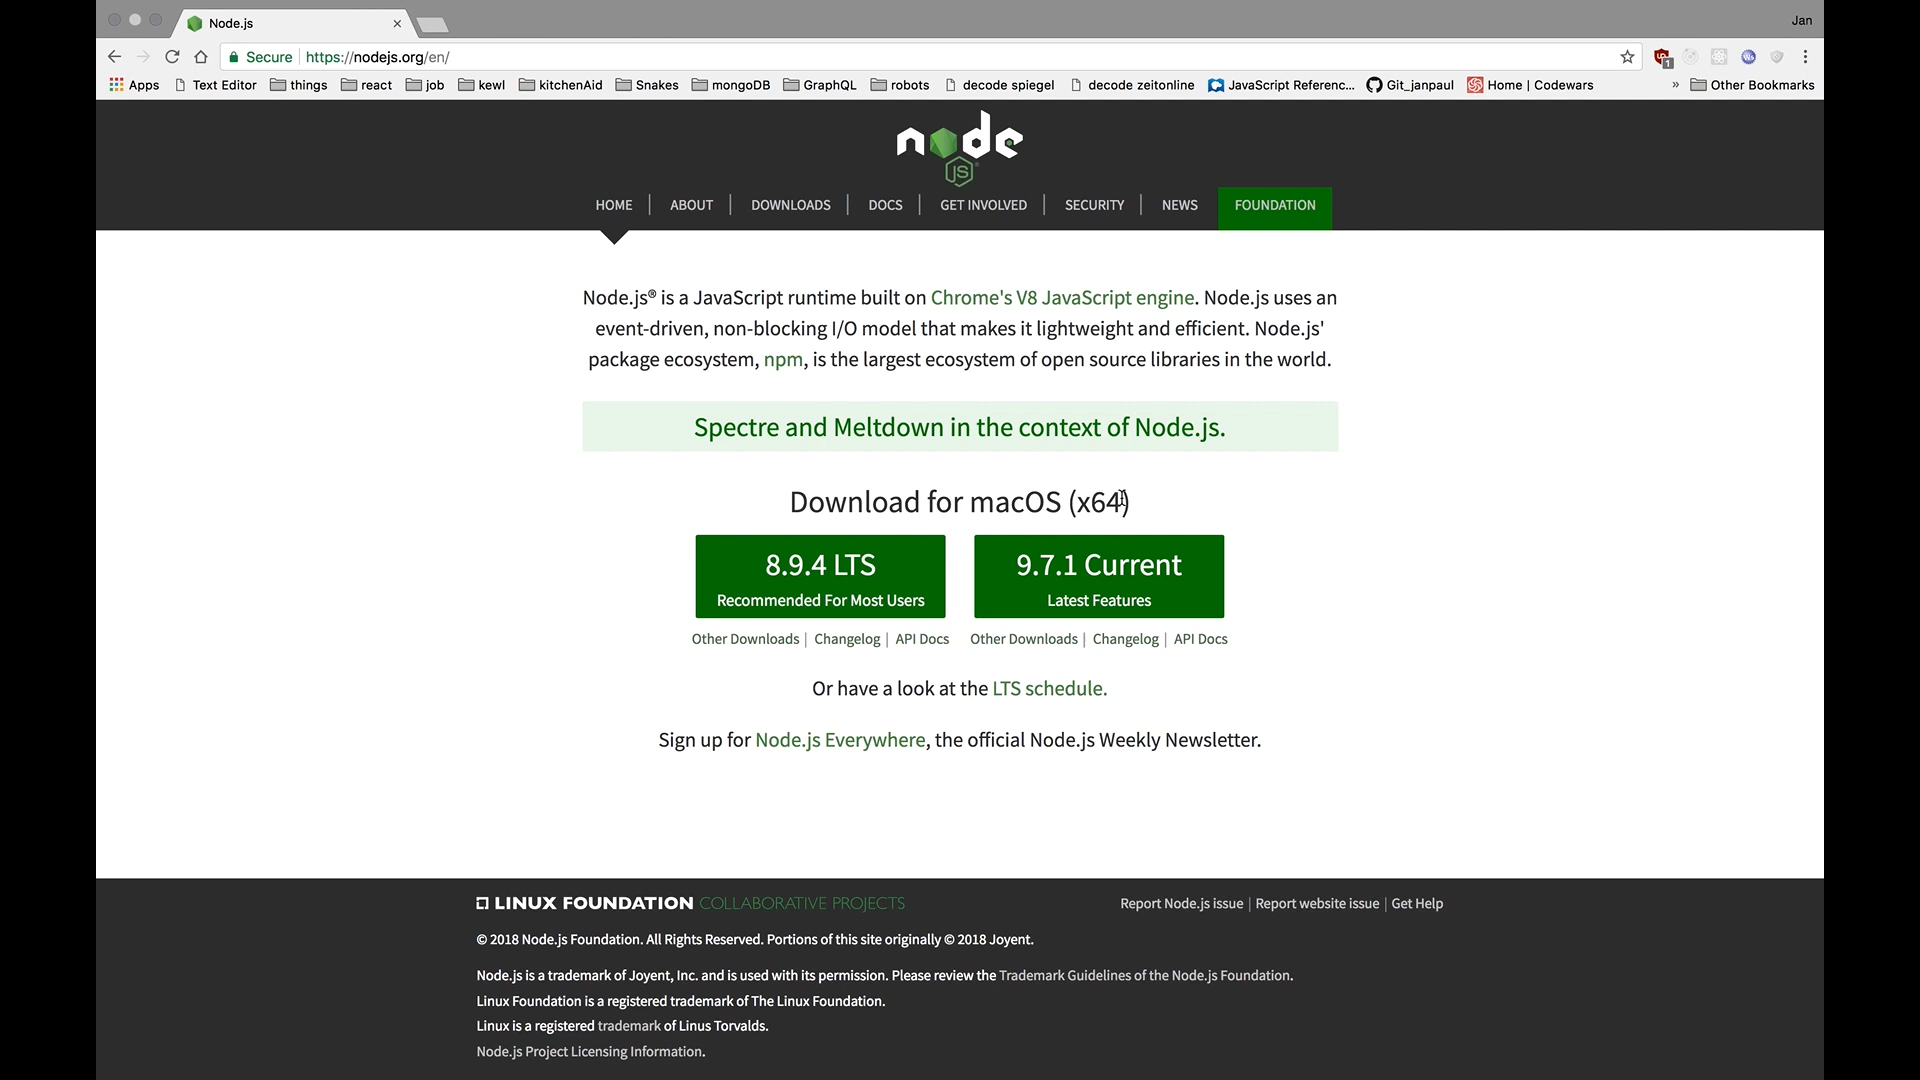 Node.js
Jan
Secure https://nodejs.org/en/
1
Apps Text Editor things react job kewl kitchenAid Snakes mongoDB GraphQL robots decode spiegel decode zeitonline JavaScript Referenc... Git_janpaul Home | Codewars » Other Bookmarks
node
JS
HOME ABOUT DOWNLOADS DOCS GET INVOLVED SECURITY NEWS FOUNDATION
Node.js® is a JavaScript runtime built on Chrome's V8 JavaScript engine. Node.js uses an
event-driven, non-blocking I/O model that makes it lightweight and efficient. Node.js'
package ecosystem, npm, is the largest ecosystem of open source libraries in the world.
Spectre and Meltdown in the context of Node.js.
Download for macOS (x64)
8.9.4 LTS
Recommended For Most Users
9.7.1 Current
Latest Features
Other Downloads | Changelog | API Docs Other Downloads | Changelog | API Docs
Or have a look at the LTS schedule.
Sign up for Node.js Everywhere, the official Node.js Weekly Newsletter.
LINUX FOUNDATION COLLABORATIVE PROJECTS
Report Node.js issue | Report website issue | Get Help
© 2018 Node.js Foundation. All Rights Reserved. Portions of this site originally © 2018 Joyent.
Node.js is a trademark of Joyent, Inc. and is used with its permission. Please review the Trademark Guidelines of the Node.js Foundation.
Linux Foundation is a registered trademark of The Linux Foundation.
Linux is a registered trademark of Linus Torvalds.
Node.js Project Licensing Information.